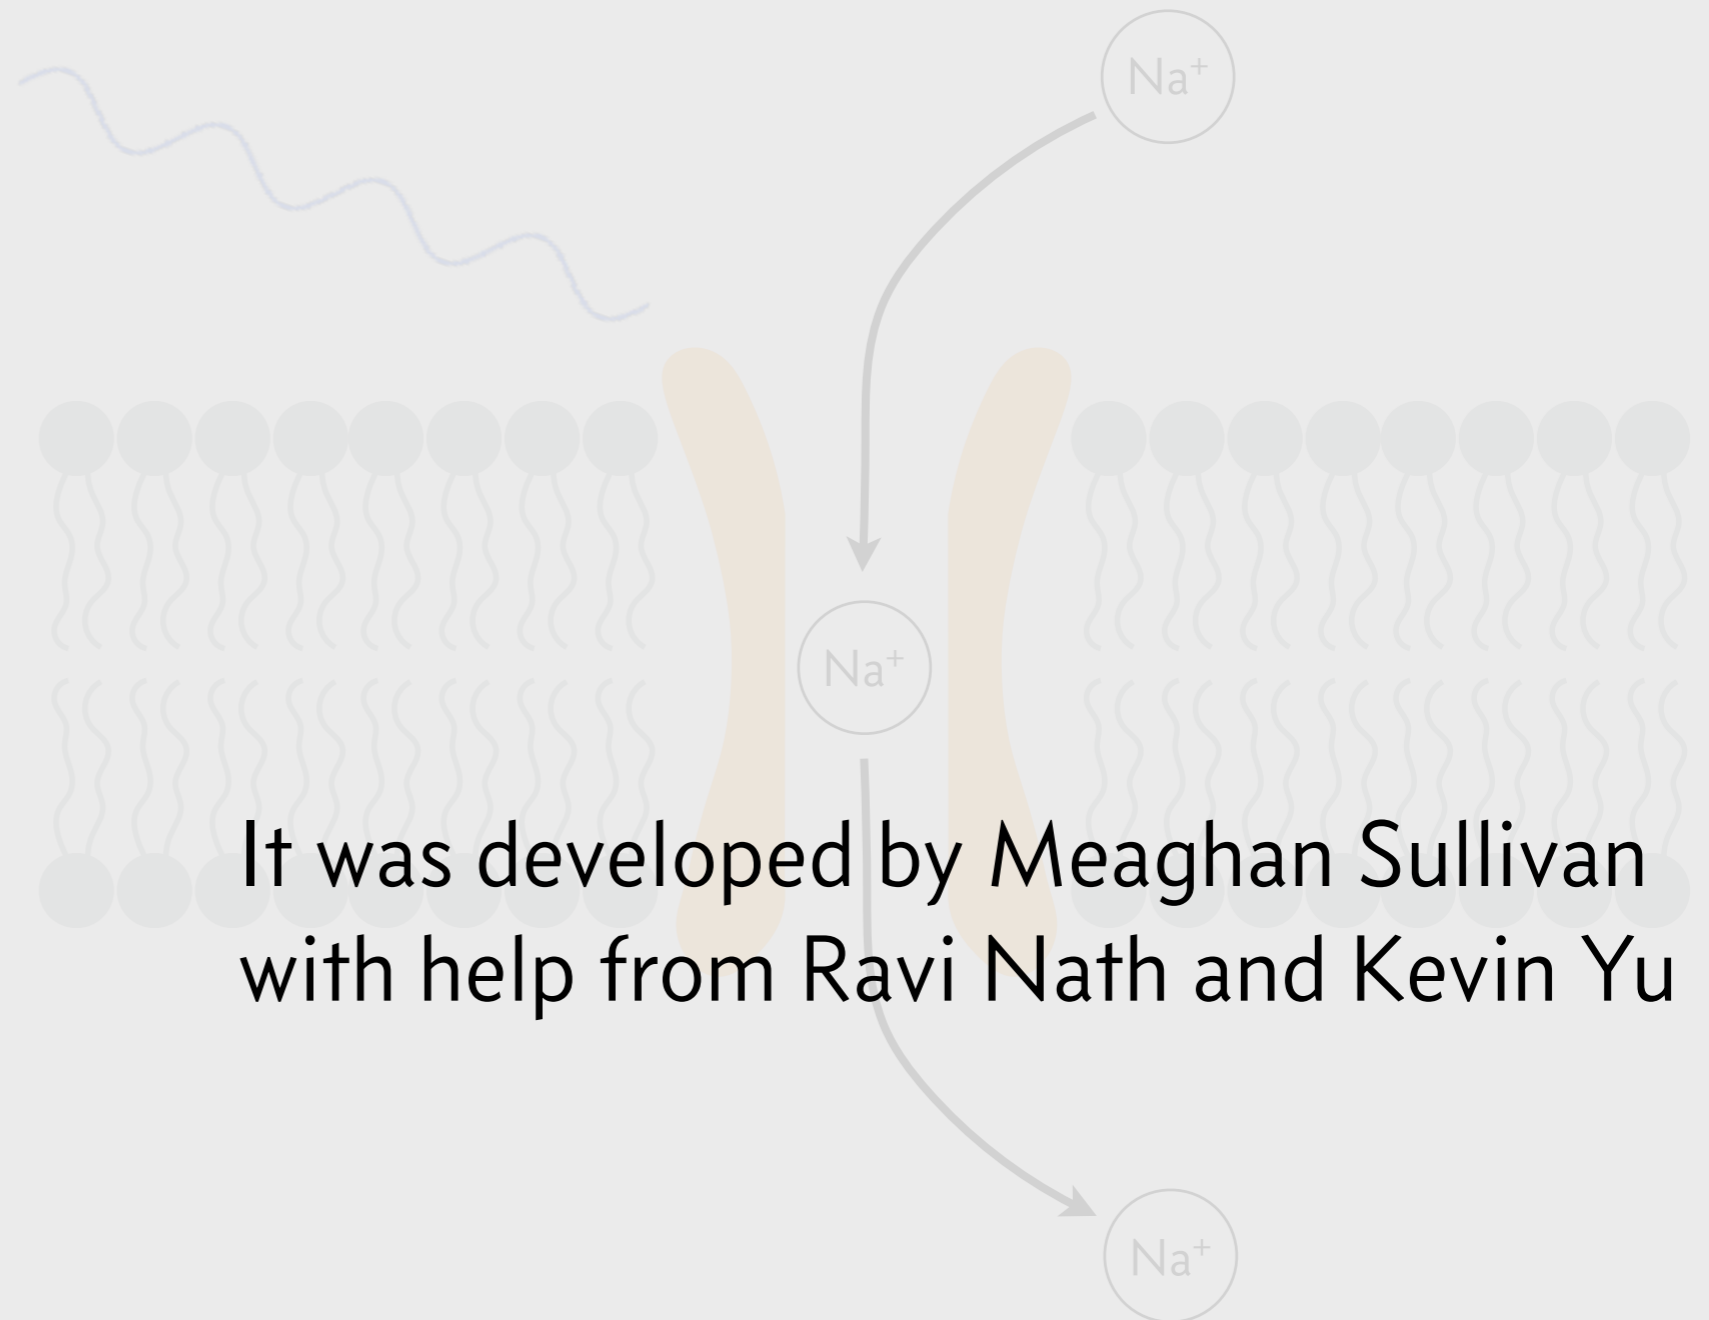 Na⁺
Na⁺
It was developed by Meaghan Sullivan
with help from Ravi Nath and Kevin Yu
Na⁺